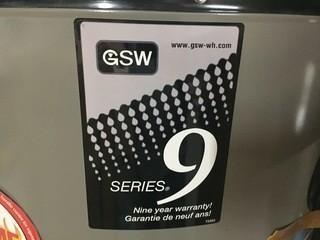 GSW
www.gsw-wh.com
SERIES® 9
Nine year warranty!
Garantie de neuf ans!